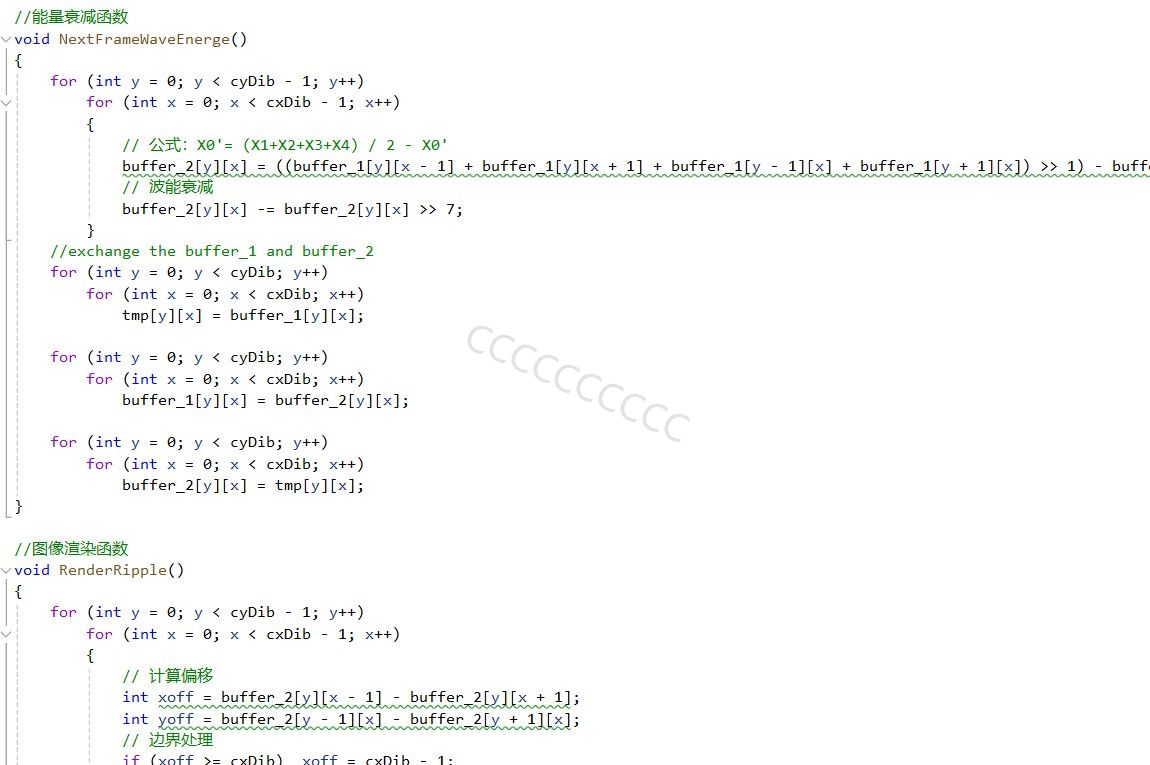 //能量衰减函数
void NextFrameWaveEnerge()
{
    for (int y = 0; y < cyDib - 1; y++)
        for (int x = 0; x < cxDib - 1; x++)
        {
            // 公式：X0'= (X1+X2+X3+X4) / 2 - X0'
            buffer_2[y][x] = ((buffer_1[y][x - 1] + buffer_1[y][x + 1] + buffer_1[y - 1][x] + buffer_1[y + 1][x]) >> 1) - buff
            // 波能衰减
            buffer_2[y][x] -= buffer_2[y][x] >> 7;
        }
    //exchange the buffer_1 and buffer_2
    for (int y = 0; y < cyDib; y++)
        for (int x = 0; x < cxDib; x++)
            tmp[y][x] = buffer_1[y][x];
    for (int y = 0; y < cyDib; y++)
        for (int x = 0; x < cxDib; x++)
            buffer_1[y][x] = buffer_2[y][x];
    for (int y = 0; y < cyDib; y++)
        for (int x = 0; x < cxDib; x++)
            buffer_2[y][x] = tmp[y][x];
}
CCCCCCCCCC
//图像渲染函数
void RenderRipple()
{
    for (int y = 0; y < cyDib - 1; y++)
        for (int x = 0; x < cxDib - 1; x++)
        {
            // 计算偏移
            int xoff = buffer_2[y][x - 1] - buffer_2[y][x + 1];
            int yoff = buffer_2[y - 1][x] - buffer_2[y + 1][x];
            // 边界处理
            if (xoff >= cxDib)  xoff = cxDib - 1;